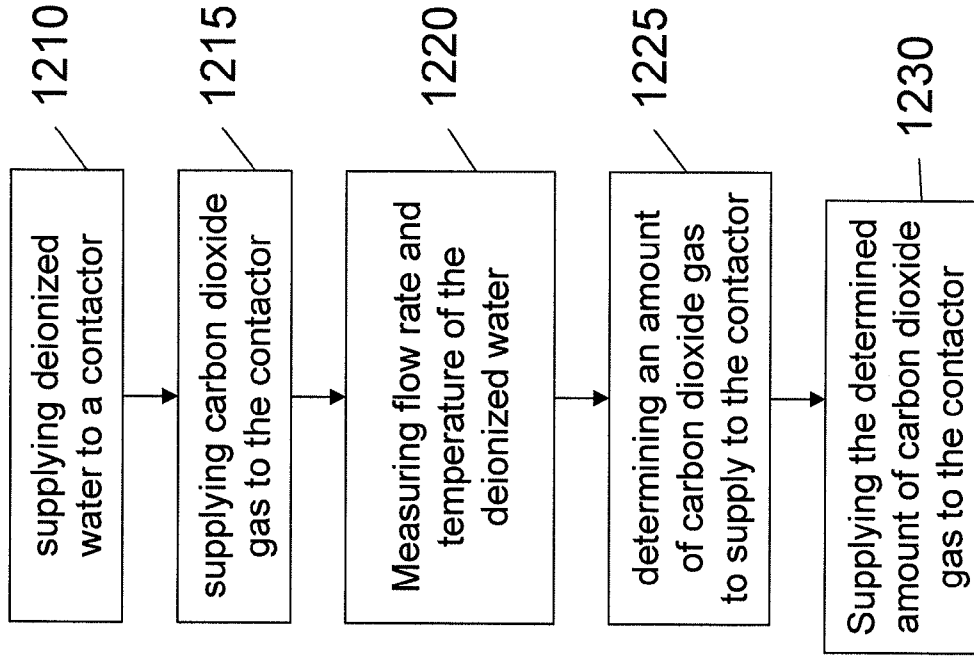 supplying deionized
water to a contactor
1210
supplying carbon dioxide
gas to the contactor
1215
Measuring flow rate and
temperature of the
deionized water
1220
determining an amount
of carbon dioxide gas
to supply to the contactor
1225
Supplying the determined
amount of carbon dioxide
gas to the contactor
1230